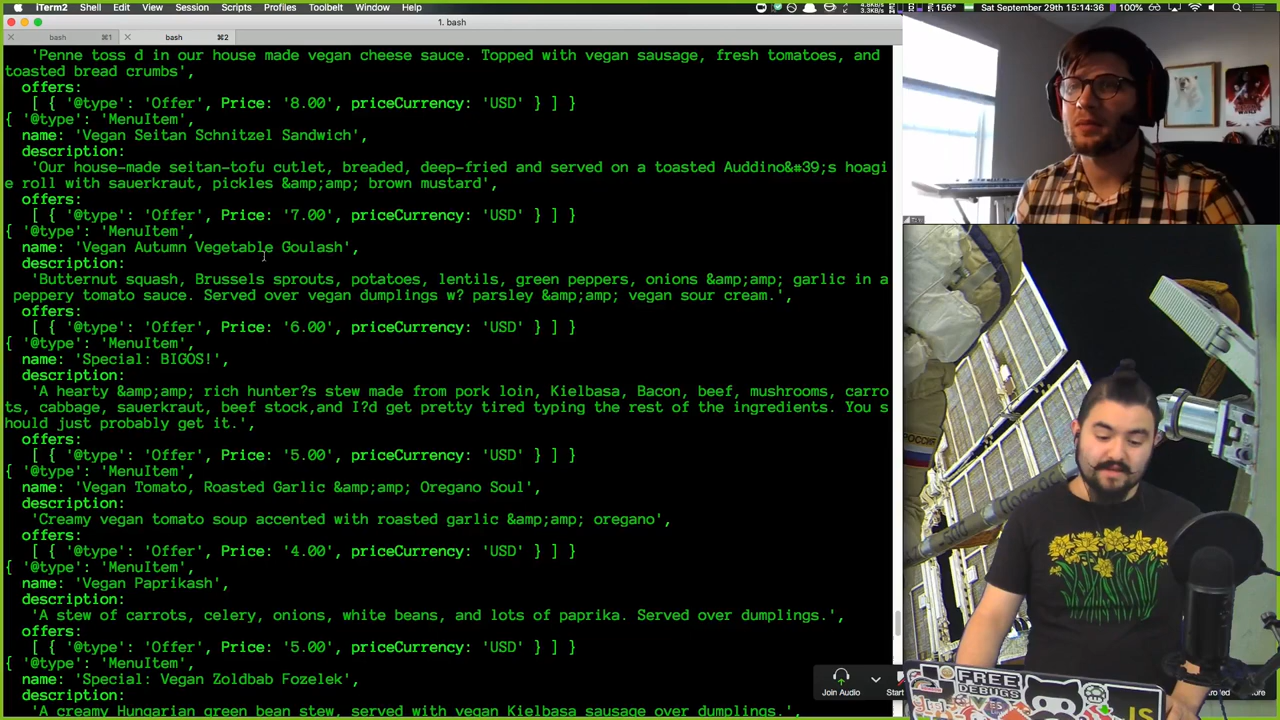 iTerm2 Shell Edit View Session Scripts Profiles Toolbelt Window Help
4.8KB↑
3.3KB↓
156° Sat September 29th 15:14:36 100%
1. bash
bash ⌘1 bash ⌘2
'Penne toss d in our house made vegan cheese sauce. Topped with vegan sausage, fresh tomatoes, and
toasted bread crumbs',
offers:
[ { '@type': 'Offer', Price: '8.00', priceCurrency: 'USD' } ] }
{ '@type': 'MenuItem',
name: 'Vegan Seitan Schnitzel Sandwich',
description:
'Our house-made seitan-tofu cutlet, breaded, deep-fried and served on a toasted Auddino&#39;s hoagi
e roll with sauerkraut, pickles &amp;amp; brown mustard',
offers:
[ { '@type': 'Offer', Price: '7.00', priceCurrency: 'USD' } ] }
{ '@type': 'MenuItem',
name: 'Vegan Autumn Vegetable Goulash',
description:
'Butternut squash, Brussels sprouts, potatoes, lentils, green peppers, onions &amp;amp; garlic in a
peppery tomato sauce. Served over vegan dumplings w? parsley &amp;amp; vegan sour cream.',
offers:
[ { '@type': 'Offer', Price: '6.00', priceCurrency: 'USD' } ] }
{ '@type': 'MenuItem',
name: 'Special: BIGOS!',
description:
'A hearty &amp;amp; rich hunter?s stew made from pork loin, Kielbasa, Bacon, beef, mushrooms, carro
ts, cabbage, sauerkraut, beef stock,and I?d get pretty tired typing the rest of the ingredients. You s
hould just probably get it.',
offers:
[ { '@type': 'Offer', Price: '5.00', priceCurrency: 'USD' } ] }
{ '@type': 'MenuItem',
name: 'Vegan Tomato, Roasted Garlic &amp;amp; Oregano Soul',
description:
'Creamy vegan tomato soup accented with roasted garlic &amp;amp; oregano',
offers:
[ { '@type': 'Offer', Price: '4.00', priceCurrency: 'USD' } ] }
{ '@type': 'MenuItem',
name: 'Vegan Paprikash',
description:
'A stew of carrots, celery, onions, white beans, and lots of paprika. Served over dumplings.',
offers:
[ { '@type': 'Offer', Price: '5.00', priceCurrency: 'USD' } ] }
{ '@type': 'MenuItem',
name: 'Special: Vegan Zoldbab Fozelek',
description:
'A creamy Hungarian green bean stew, served with vegan Kielbasa sausage over dumplings.',
Join Audio
Start
РОССИЯ
FREE
DEBUGS
JS